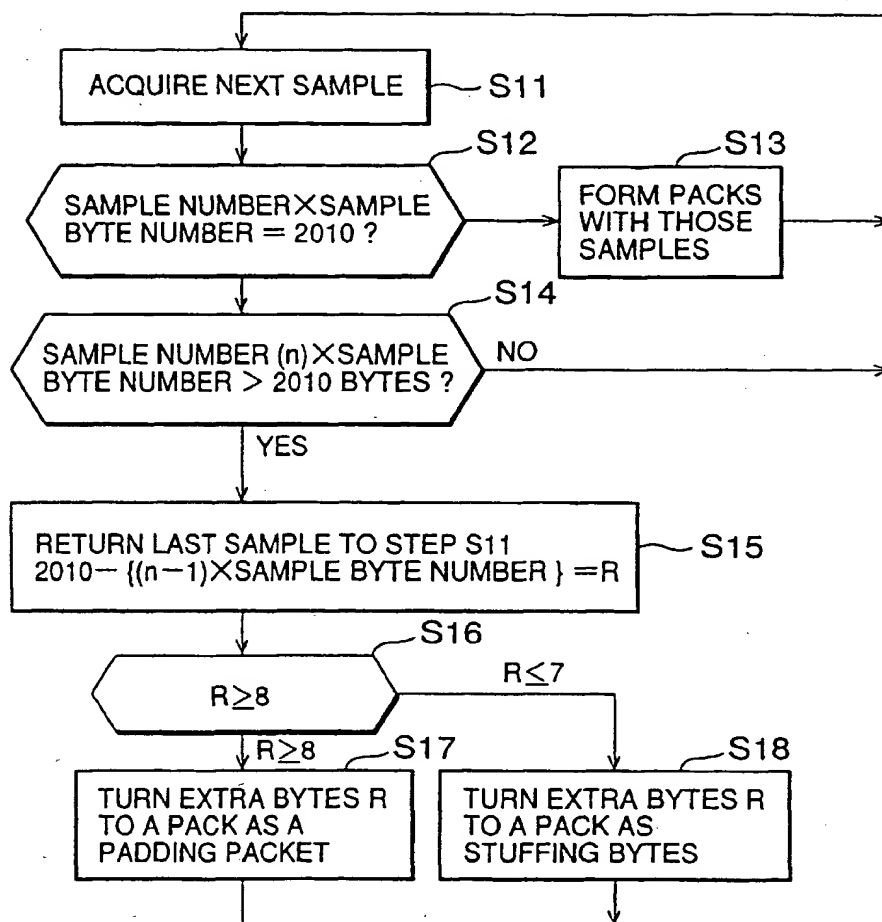 ACQUIRE NEXT SAMPLE
S11
S12
SAMPLE NUMBER×SAMPLE
BYTE NUMBER = 2010 ?
S13
FORM PACKS
WITH THOSE
SAMPLES
S14
SAMPLE NUMBER (n)×SAMPLE
BYTE NUMBER > 2010 BYTES ?
NO
YES
RETURN LAST SAMPLE TO STEP S11
2010− {(n−1)×SAMPLE BYTE NUMBER } =R
S15
S16
R≥8
R≤7
R≥8
S17
TURN EXTRA BYTES R
TO A PACK AS A
PADDING PACKET
S18
TURN EXTRA BYTES R
TO A PACK AS
STUFFING BYTES